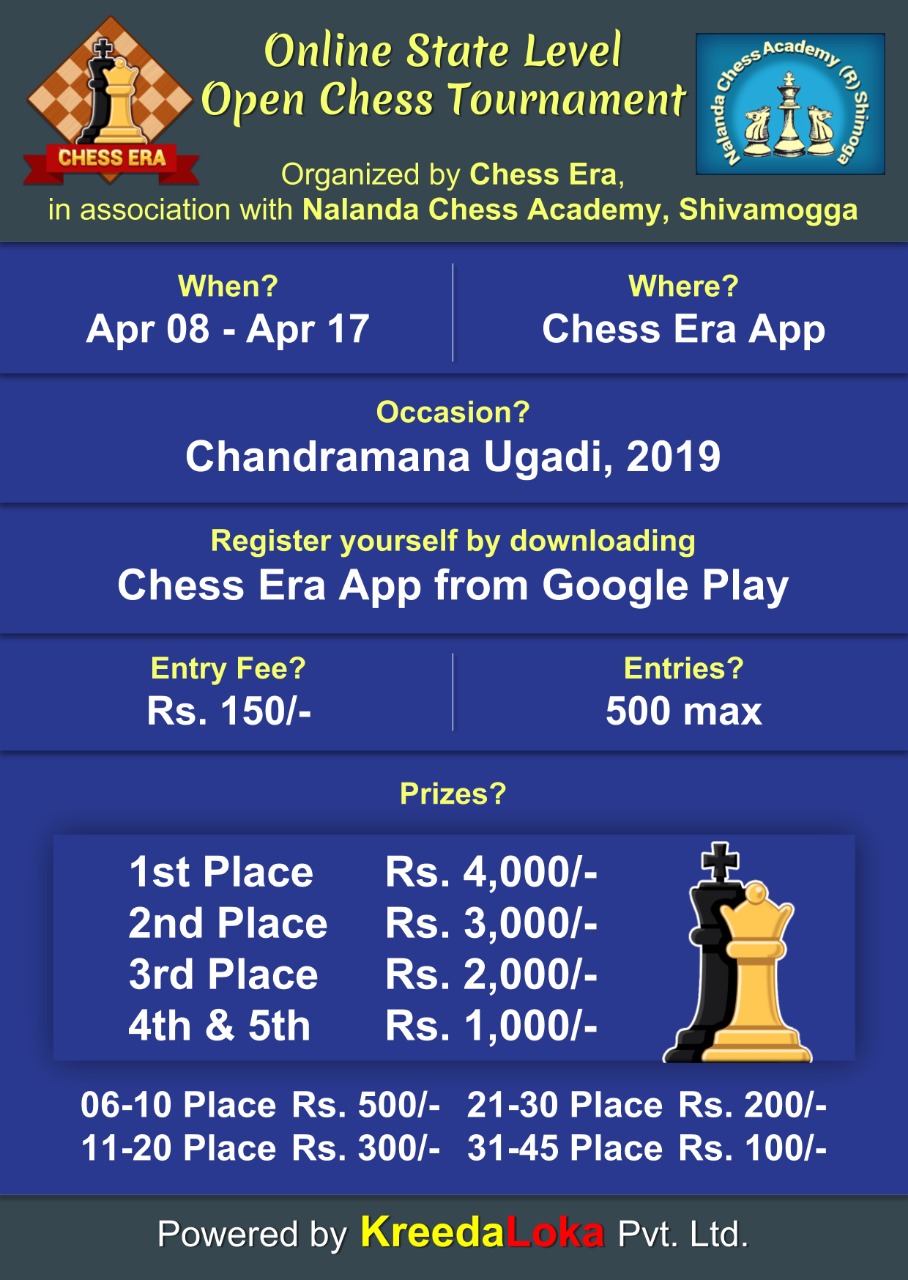 Online State Level
Open Chess Tournament
CHESS ERA
Nalanda Chess Academy (R) Shimoga
Organized by Chess Era,
in association with Nalanda Chess Academy, Shivamogga
When?
Apr 08 - Apr 17
Where?
Chess Era App
Occasion?
Chandramana Ugadi, 2019
Register yourself by downloading
Chess Era App from Google Play
Entry Fee?
Rs. 150/-
Entries?
500 max
Prizes?
1st Place Rs. 4,000/-
2nd Place Rs. 3,000/-
3rd Place Rs. 2,000/-
4th & 5th Rs. 1,000/-
06-10 Place Rs. 500/- 21-30 Place Rs. 200/-
11-20 Place Rs. 300/- 31-45 Place Rs. 100/-
Powered by KreedaLoka Pvt. Ltd.